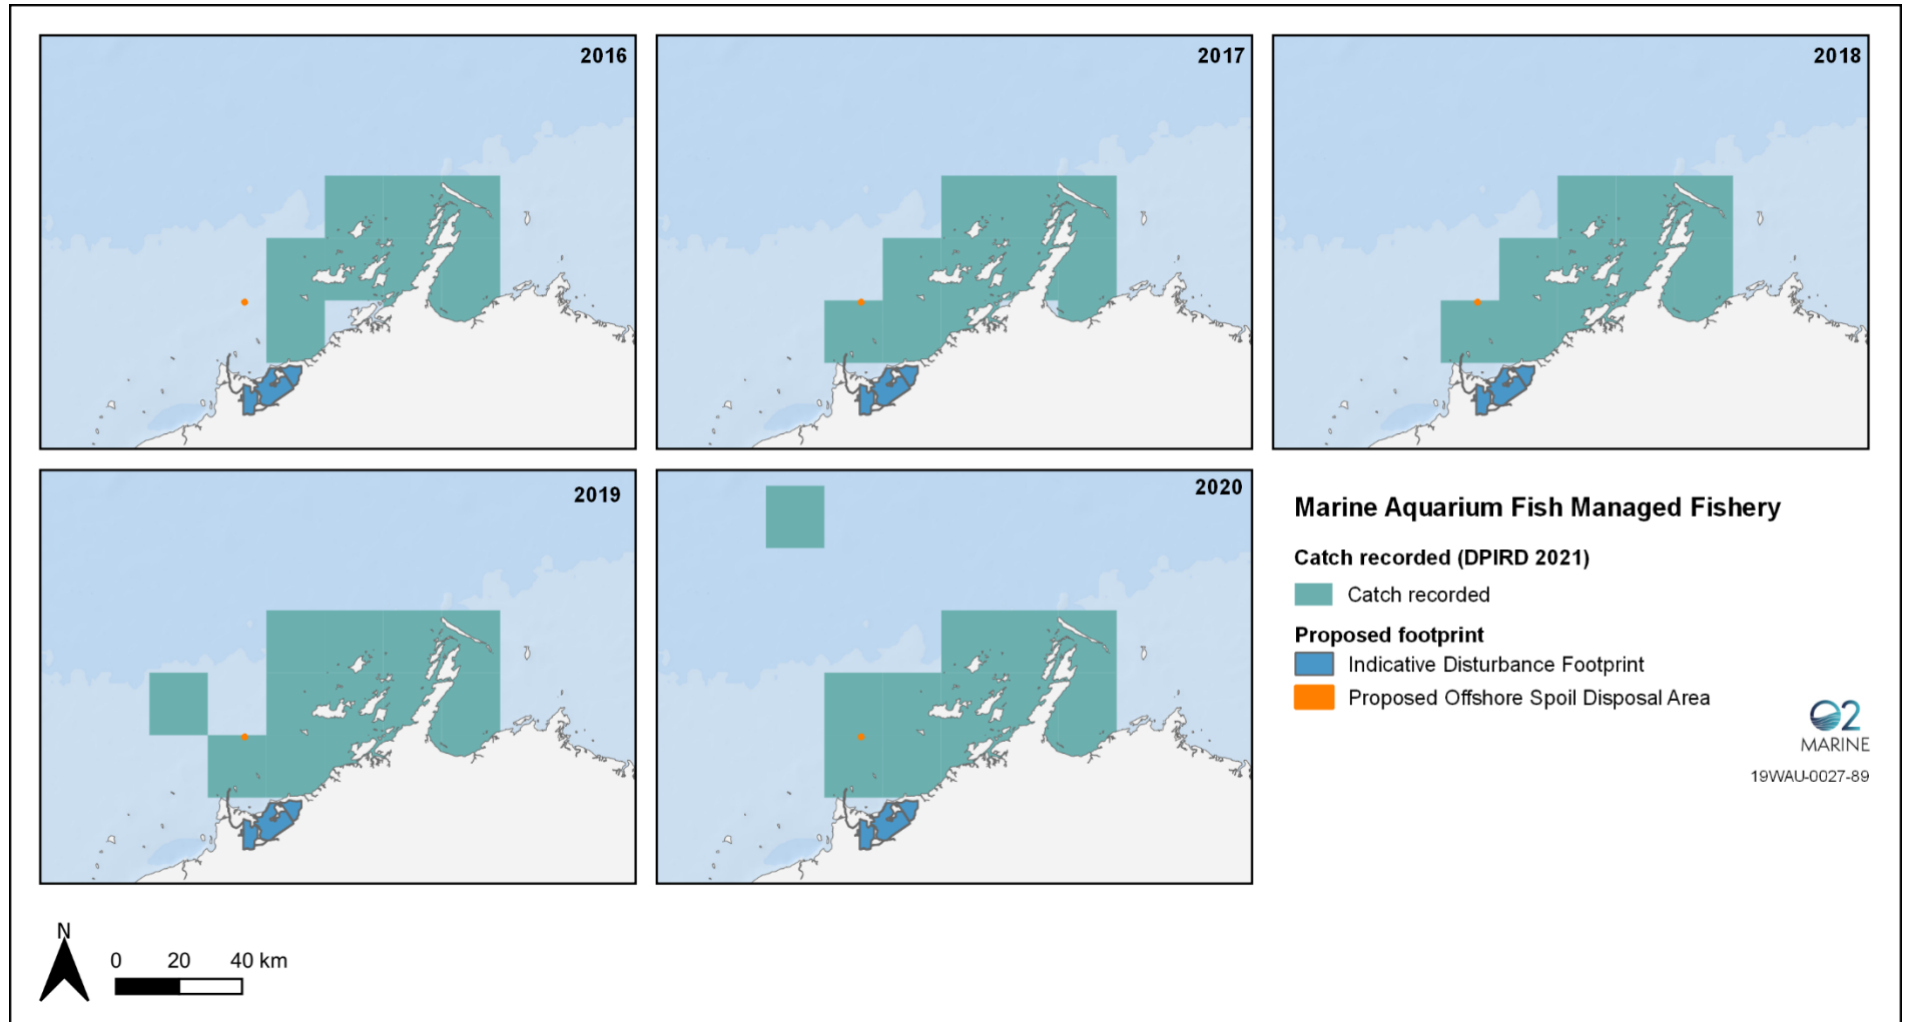 2016
2017
2018
2019
2020
Marine Aquarium Fish Managed Fishery
Catch recorded (DPIRD 2021)
Catch recorded
Proposed footprint
Indicative Disturbance Footprint
Proposed Offshore Spoil Disposal Area
O2
MARINE
19WAU-0027-89
N
0 20 40 km